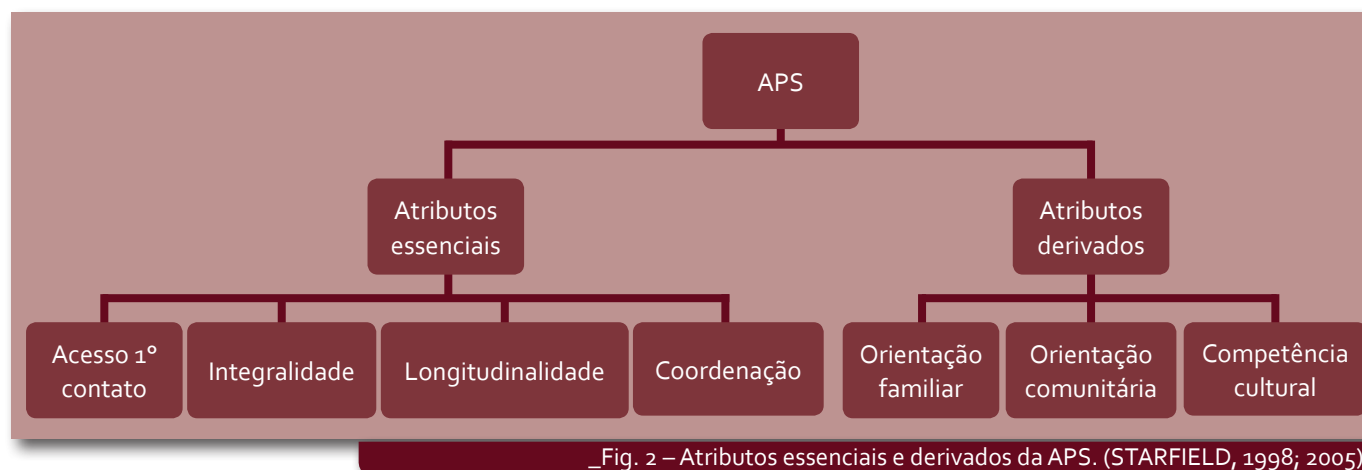 APS
Atributos
essenciais
Atributos
derivados
Acesso 1º
contato
Integralidade
Longitudinalidade
Coordenação
Orientação
familiar
Orientação
comunitária
Competência
cultural
_Fig. 2 – Atributos essenciais e derivados da APS. (STARFIELD, 1998; 2005)